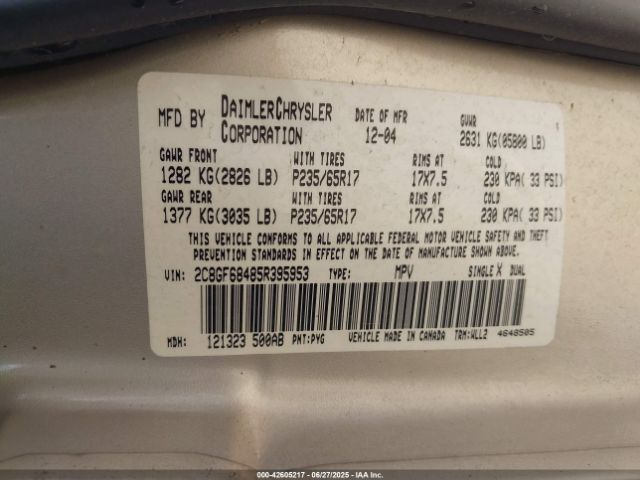 MFD BY DAIMLERCHRYSLER CORPORATION DATE OF MFR 12-04 GVWR 2631 KG(05800 LB)
GAWR FRONT WITH TIRES RIMS AT COLD
1282 KG(2826 LB) P235/65R17 17X7.5 230 KPA( 33 PSI)
GAWR REAR WITH TIRES RIMS AT COLD
1377 KG(3035 LB) P235/65R17 17X7.5 230 KPA( 33 PSI)
THIS VEHICLE CONFORMS TO ALL APPLICABLE FEDERAL MOTOR VEHICLE SAFETY AND THEFT
PREVENTION STANDARDS IN EFFECT ON THE DATE OF MANUFACTURE SHOWN ABOVE.
VIN: 2C8GF68485R395953 TYPE: MPV SINGLE X DUAL
MDH: 121323 500AB PNT:PYG VEHICLE MADE IN CANADA TRM:WLL2 4648505
© 000-42605217 - 06/27/2025 - IAA Inc.